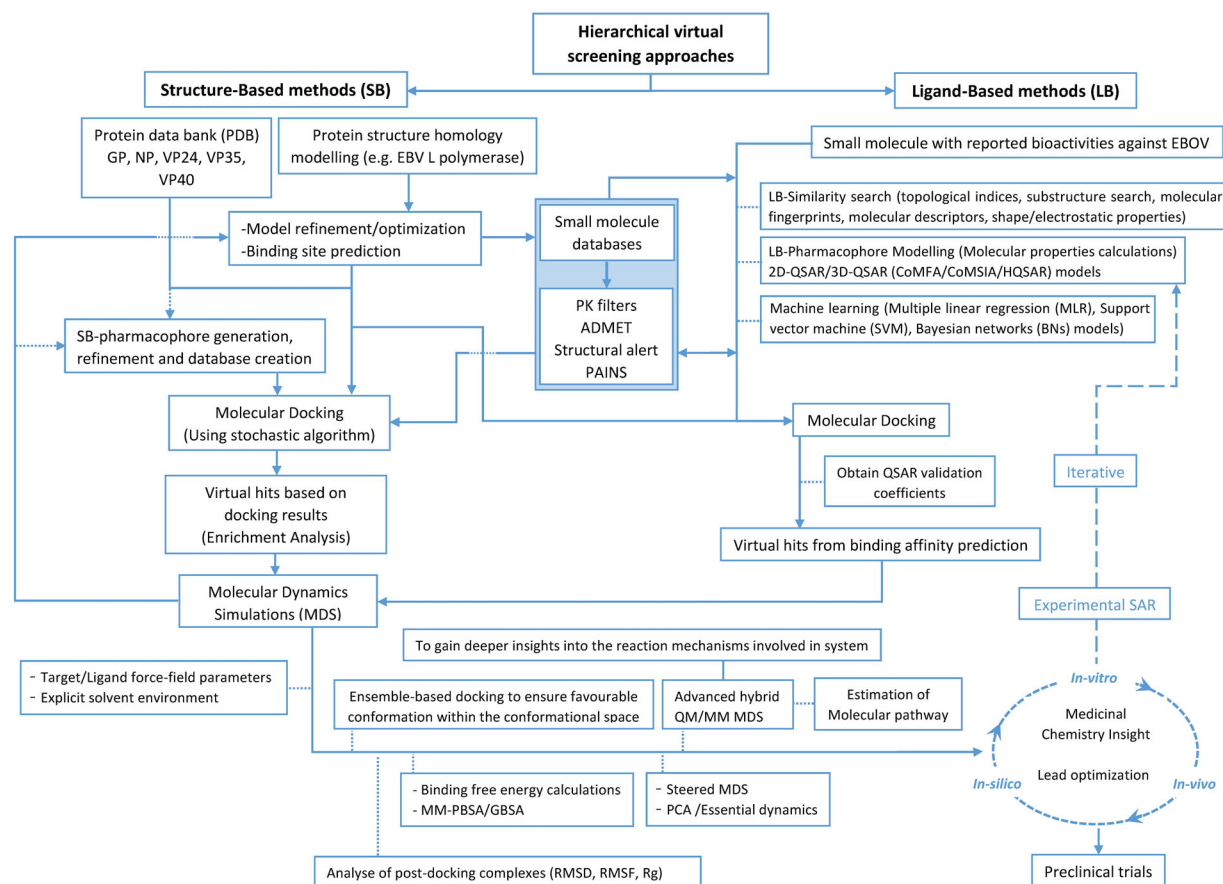 Hierarchical virtual
screening approaches
Structure-Based methods (SB)
Ligand-Based methods (LB)
Protein data bank (PDB)
GP, NP, VP24, VP35,
VP40
Protein structure homology
modelling (e.g. EBV L polymerase)
Small molecule with reported bioactivities against EBOV
-Model refinement/optimization
-Binding site prediction
Small molecule
databases
LB-Similarity search (topological indices, substructure search, molecular
fingerprints, molecular descriptors, shape/electrostatic properties)
LB-Pharmacophore Modelling (Molecular properties calculations)
2D-QSAR/3D-QSAR (CoMFA/CoMSIA/HQSAR) models
PK filters
ADMET
Structural alert
PAINS
Machine learning (Multiple linear regression (MLR), Support
vector machine (SVM), Bayesian networks (BNs) models)
SB-pharmacophore generation,
refinement and database creation
Molecular Docking
(Using stochastic algorithm)
Molecular Docking
Obtain QSAR validation
coefficients
Iterative
Virtual hits based on
docking results
(Enrichment Analysis)
Virtual hits from binding affinity prediction
Molecular Dynamics
Simulations (MDS)
Experimental SAR
To gain deeper insights into the reaction mechanisms involved in system
- Target/Ligand force-field parameters
- Explicit solvent environment
Ensemble-based docking to ensure favourable
conformation within the conformational space
Advanced hybrid
QM/MM MDS
Estimation of
Molecular pathway
In-vitro
Medicinal
Chemistry Insight
Lead optimization
In-silico
In-vivo
- Binding free energy calculations
- MM-PBSA/GBSA
- Steered MDS
- PCA /Essential dynamics
Analyse of post-docking complexes (RMSD, RMSF, Rg)
Preclinical trials